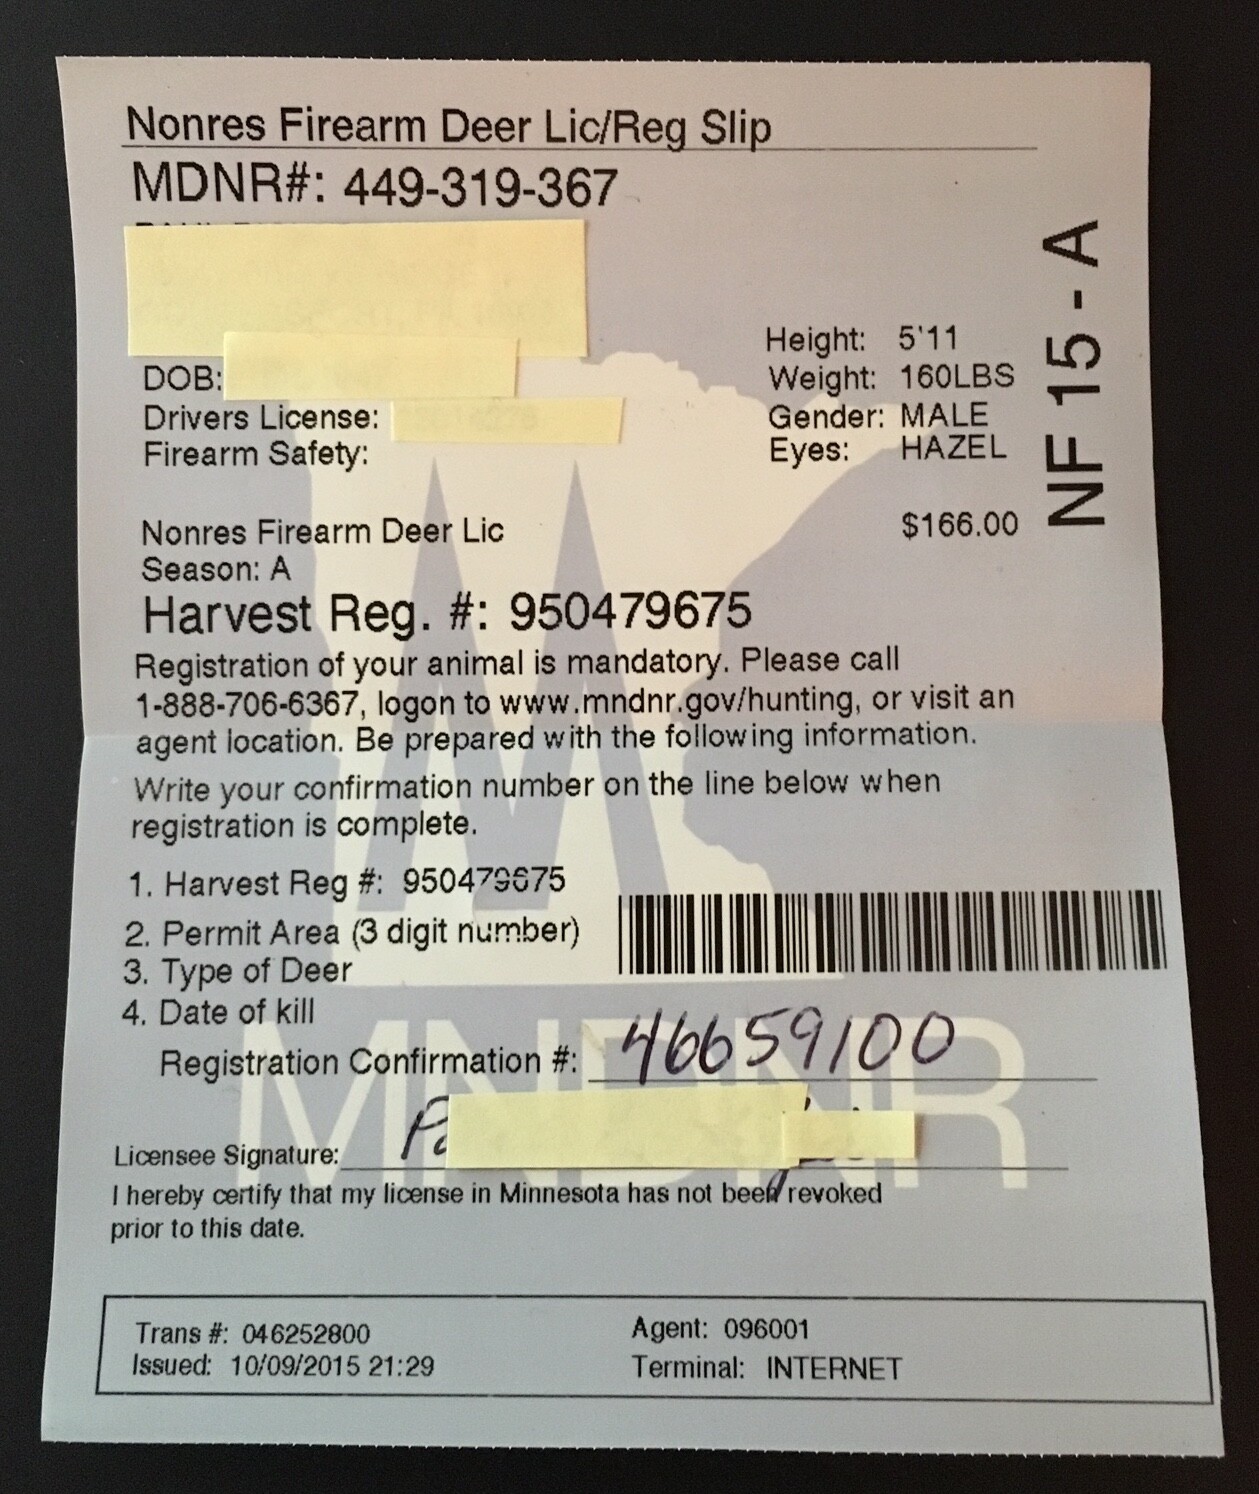 Nonres Firearm Deer Lic/Reg Slip
MDNR#: 449-319-367
NF 15 - A
Height: 5'11
DOB:
Weight: 160LBS
Drivers License:
Gender: MALE
Firearm Safety:
Eyes: HAZEL
Nonres Firearm Deer Lic $166.00
Season: A
Harvest Reg. #: 950479675
Registration of your animal is mandatory. Please call
1-888-706-6367, logon to www.mndnr.gov/hunting, or visit an
agent location. Be prepared with the following information.
Write your confirmation number on the line below when
registration is complete.
1. Harvest Reg #: 950479675
2. Permit Area (3 digit number)
3. Type of Deer
4. Date of kill
Registration Confirmation #: 46659100
MNDNR
Licensee Signature:
I hereby certify that my license in Minnesota has not been revoked
prior to this date.
Trans #: 046252800 Agent: 096001
Issued: 10/09/2015 21:29 Terminal: INTERNET